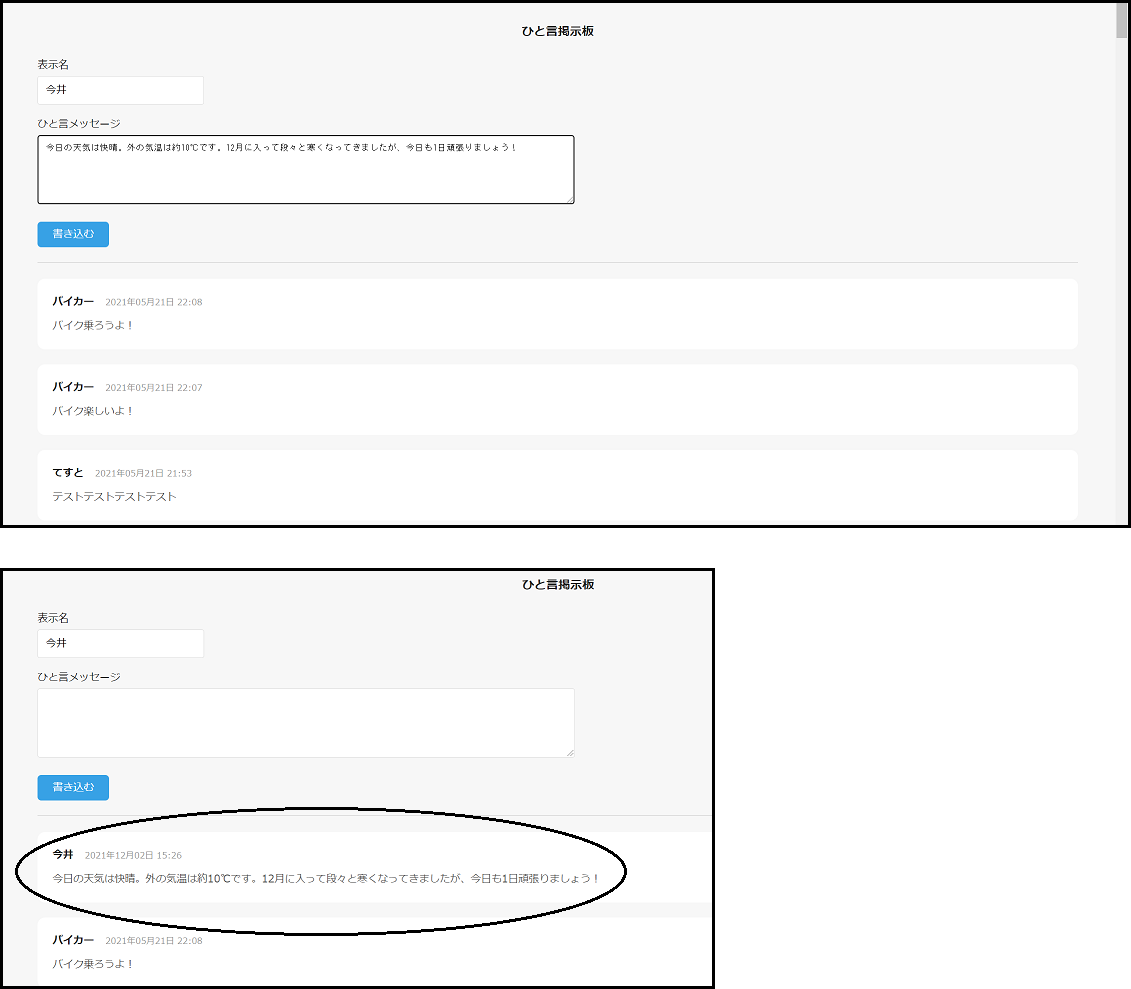 ひと言掲示板
表示名
今井
ひと言メッセージ
今日の天気は快晴。外の気温は約10℃です。12月に入って段々と寒くなってきましたが、今日も1日頑張りましょう！
書き込む
バイカー 2021年05月21日 22:08
バイク乗ろうよ！
バイカー 2021年05月21日 22:07
バイク楽しいよ！
てすと 2021年05月21日 21:53
テストテストテストテスト
ひと言掲示板
表示名
今井
ひと言メッセージ
書き込む
今井 2021年12月02日 15:26
今日の天気は快晴。外の気温は約10℃です。12月に入って段々と寒くなってきましたが、今日も1日頑張りましょう！
バイカー 2021年05月21日 22:08
バイク乗ろうよ！